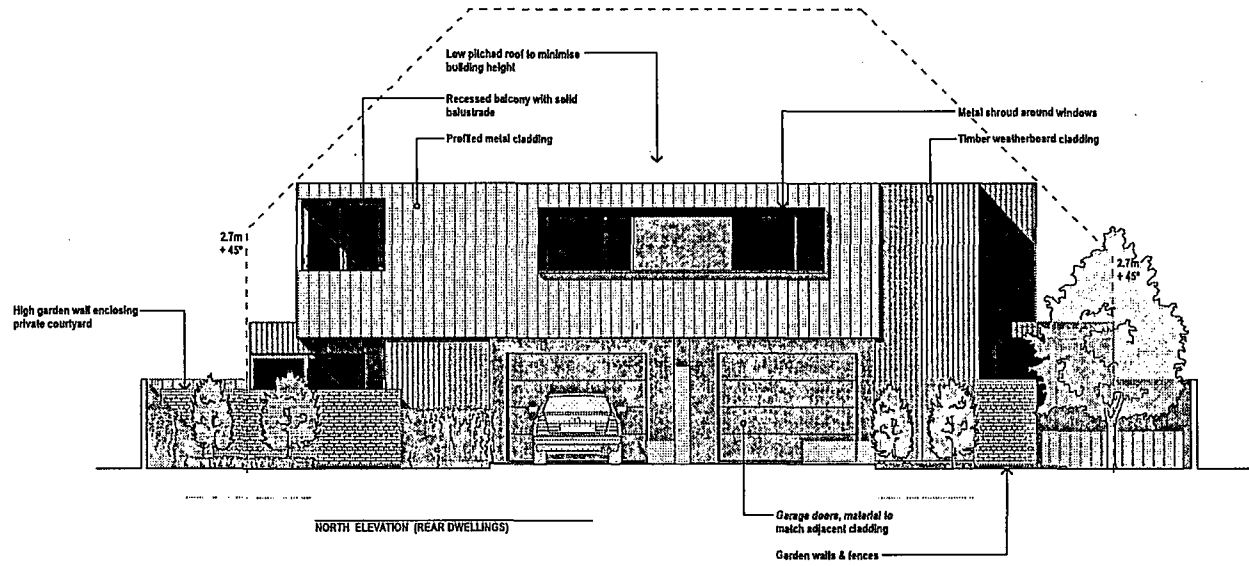 Low pitched roof to minimise
building height
Recessed balcony with solid
balustrade
Profiled metal cladding
Metal shroud around windows
Timber weatherboard cladding
2.7m
+ 45°
2.7m
+ 45°
High garden wall enclosing
private courtyard
NORTH ELEVATION (REAR DWELLINGS)
Garage doors, material to
match adjacent cladding
Garden walls & fences